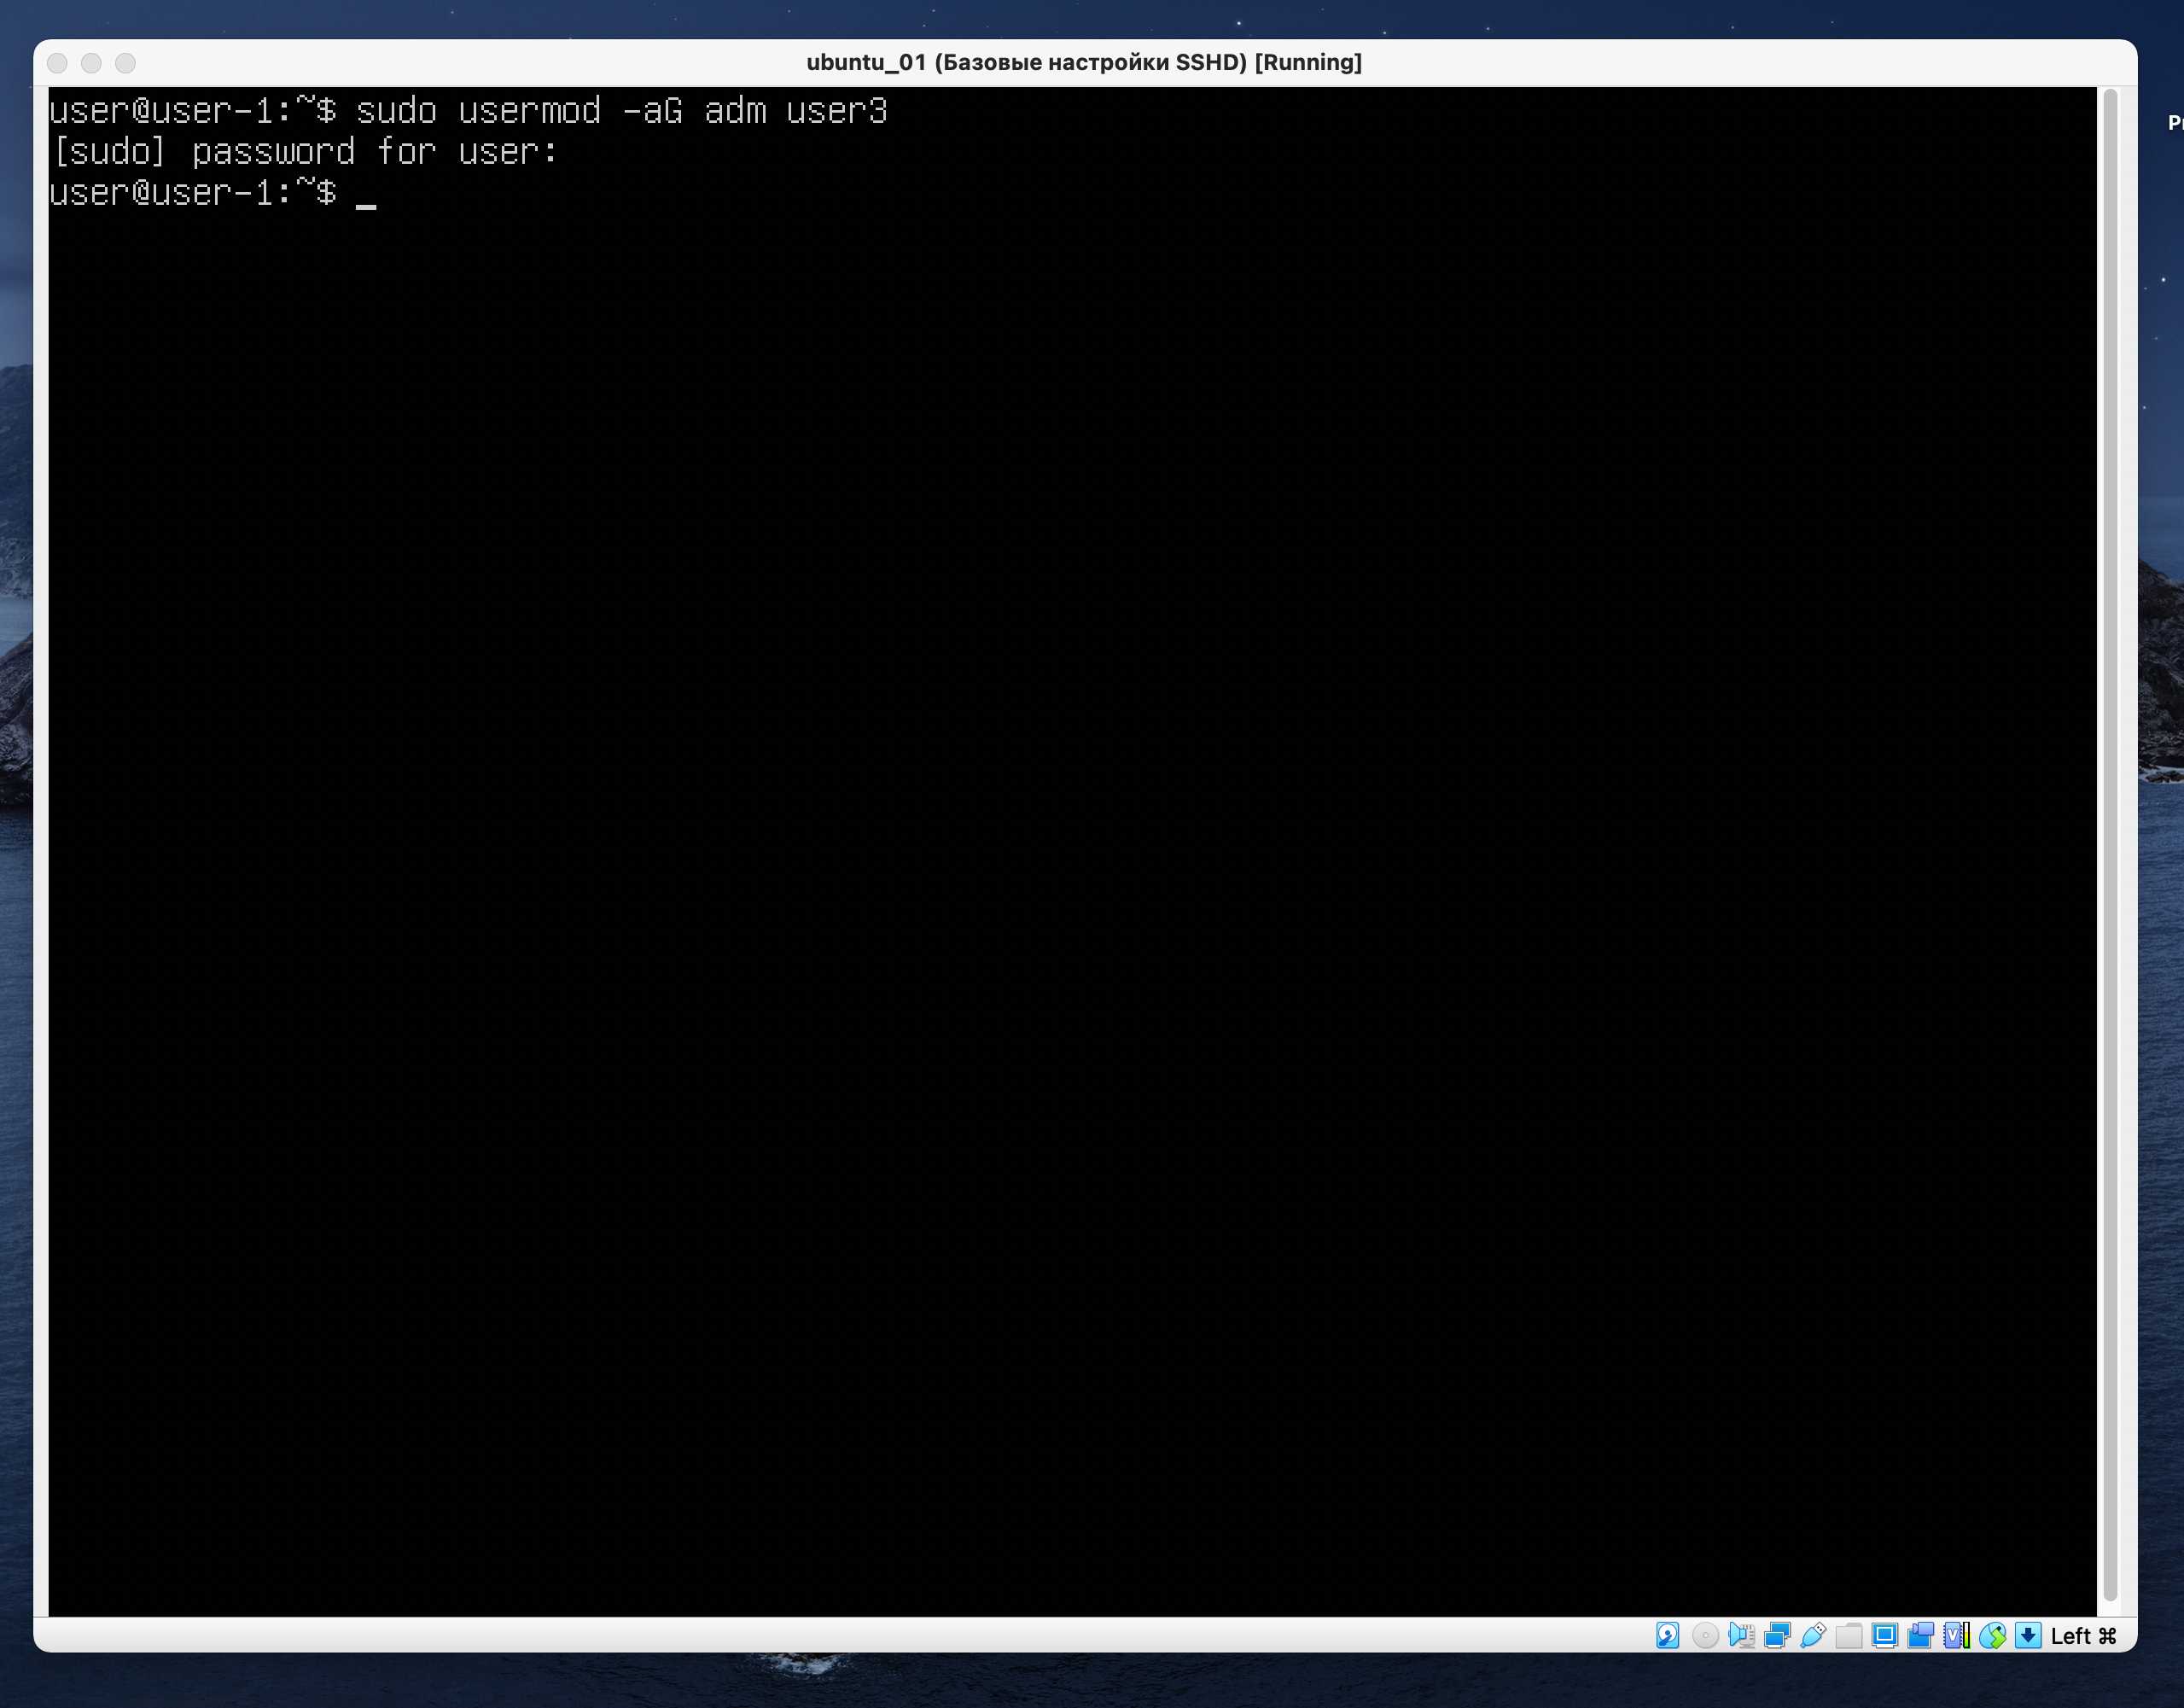 ubuntu_01 (Базовые настройки SSHD) [Running]
user@user-1:~$ sudo usermod -aG adm user3
[sudo] password for user:
user@user-1:~$ _
Left ⌘